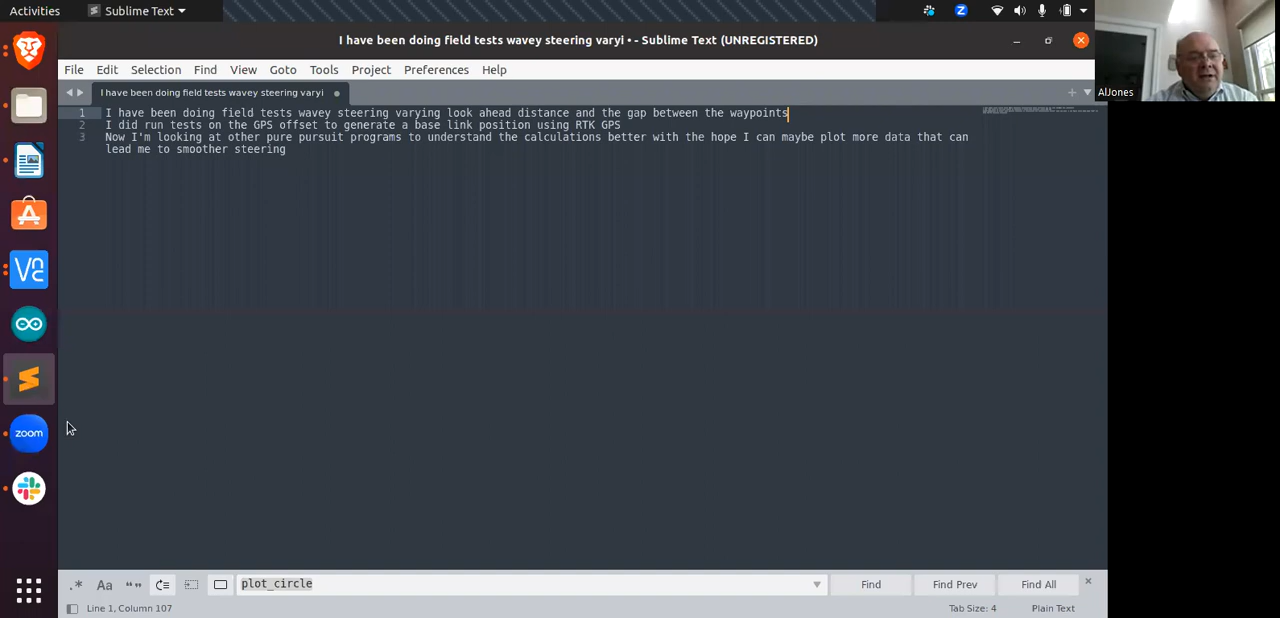 Activities Sublime Text
I have been doing field tests wavey steering varyi • - Sublime Text (UNREGISTERED)
File Edit Selection Find View Goto Tools Project Preferences Help
I have been doing field tests wavey steering varyi
1 I have been doing field tests wavey steering varying look ahead distance and the gap between the waypoints
2 I did run tests on the GPS offset to generate a base link position using RTK GPS
3 Now I'm looking at other pure pursuit programs to understand the calculations better with the hope I can maybe plot more data that can
lead me to smoother steering
AlJones
VNC
zoom
.* Aa “” plot_circle Find Find Prev Find All
Line 1, Column 107 Tab Size: 4 Plain Text